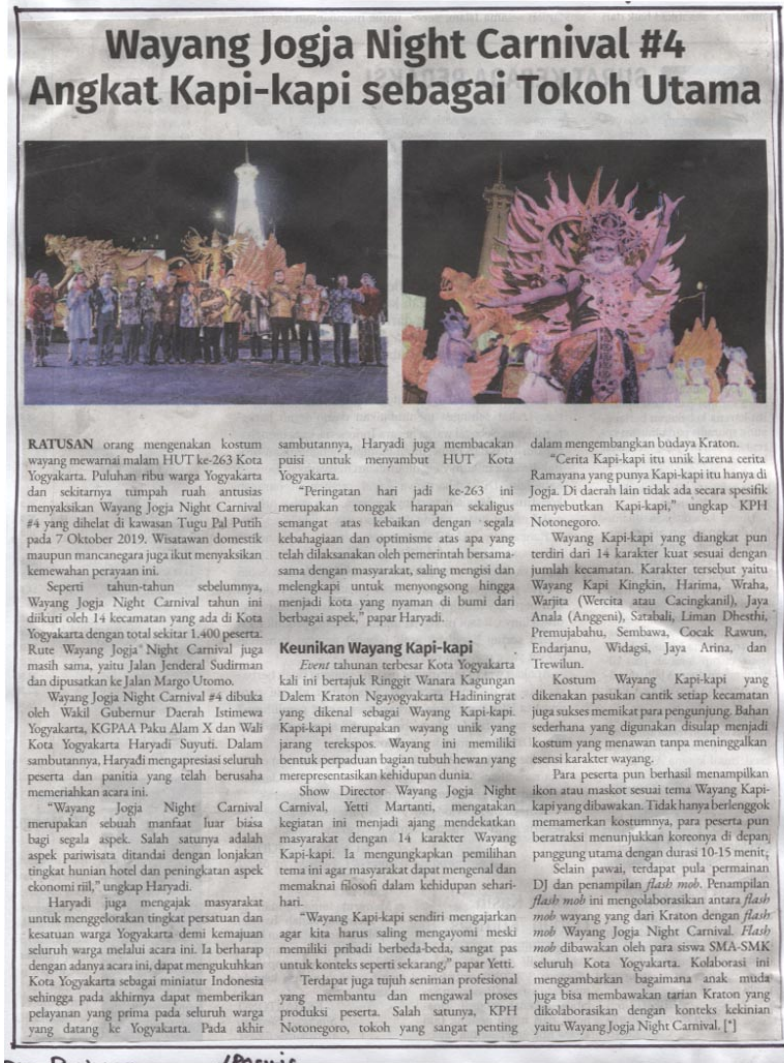 Wayang Jogja Night Carnival #4
Angkat Kapi-kapi sebagai Tokoh Utama
RATUSAN orang mengenakan kostum
wayang mewarnai malam HUT ke-263 Kota
Yogyakarta. Puluhan ribu warga Yogyakarta
dan sekitarnya tumpah ruah antusias
menyaksikan Wayang Jogja Night Carnival
#4 yang dihelat di kawasan Tugu Pal Putih
pada 7 Oktober 2019. Wisatawan domestik
maupun mancanegara juga ikut menyaksikan
kemewahan perayaan ini.
Seperti tahun-tahun sebelumnya,
Wayang Jogja Night Carnival tahun ini
diikuti oleh 14 kecamatan yang ada di Kota
Yogyakarta dengan total sekitar 1.400 peserta.
Rute Wayang Jogja Night Carnival juga
masih sama, yaitu Jalan Jenderal Sudirman
dan dipusatkan ke Jalan Margo Utomo.
Wayang Jogja Night Carnival #4 dibuka
oleh Wakil Gubernur Daerah Istimewa
Yogyakarta, KGPAA Paku Alam X dan Wali
Kota Yogyakarta Haryadi Suyuti. Dalam
sambutannya, Haryadi mengapresiasi seluruh
peserta dan panitia yang telah berusaha
memeriahkan acara ini.
"Wayang Jogja Night Carnival
merupakan sebuah manfaat luar biasa
bagi segala aspek. Salah satunya adalah
aspek pariwisata ditandai dengan lonjakan
tingkat hunian hotel dan peningkatan aspek
ekonomi riil," ungkap Haryadi.
Haryadi juga mengajak masyarakat
untuk menggelorakan tingkat persatuan dan
kesatuan warga Yogyakarta demi kemajuan
seluruh warga melalui acara ini. Ia berharap
dengan adanya acara ini, dapat mengukuhkan
Kota Yogyakarta sebagai miniatur Indonesia
sehingga pada akhirnya dapat memberikan
pelayanan yang prima pada seluruh warga
yang datang ke Yogyakarta. Pada akhir
sambutannya, Haryadi juga membacakan
puisi untuk menyambut HUT Kota
Yogyakarta.
"Peringatan hari jadi ke-263 ini
merupakan tonggak harapan sekaligus
semangat atas kebaikan dengan segala
kebahagiaan dan optimisme atas apa yang
telah dilaksanakan oleh pemerintah bersama-
sama dengan masyarakat, saling mengisi dan
melengkapi untuk menyongsong hingga
menjadi kota yang nyaman di bumi dari
berbagai aspek," papar Haryadi.
Keunikan Wayang Kapi-kapi
Event tahunan terbesar Kota Yogyakarta
kali ini bertajuk Ringgit Wanara Kagungan
Dalem Kraton Ngayogyakarta Hadiningrat
yang dikenal sebagai Wayang Kapi-kapi.
Kapi-kapi merupakan wayang unik yang
jarang terekspos. Wayang ini memiliki
bentuk perpaduan bagian tubuh hewan yang
merepresentasikan kehidupan dunia.
Show Director Wayang Jogja Night
Carnival, Yetti Martanti, mengatakan
kegiatan ini menjadi ajang mendekatkan
masyarakat dengan 14 karakter Wayang
Kapi-kapi. Ia mengungkapkan pemilihan
tema ini agar masyarakat dapat mengenal dan
memaknai filosofi dalam kehidupan sehari-
hari.
"Wayang Kapi-kapi sendiri mengajarkan
agar kita harus saling mengayomi meski
memiliki pribadi berbeda-beda, sangat pas
untuk konteks seperti sekarang," papar Yetti.
Terdapat juga tujuh seniman profesional
yang membantu dan mengawal proses
produksi peserta. Salah satunya, KPH
Notonegoro, tokoh yang sangat penting
dalam mengembangkan budaya Kraton.
"Cerita Kapi-kapi itu unik karena cerita
Ramayana yang punya Kapi-kapi itu hanya di
Jogja. Di daerah lain tidak ada secara spesifik
menyebutkan Kapi-kapi," ungkap KPH
Notonegoro.
Wayang Kapi-kapi yang diangkat pun
terdiri dari 14 karakter kuat sesuai dengan
jumlah kecamatan. Karakter tersebut yaitu
Wayang Kapi Kingkin, Harima, Wraha,
Warjita (Wercita atau Cacingkanil), Jaya
Anala (Anggeni), Satabali, Liman Dhesthi,
Premujabahu, Sembawa, Cocak Rawun,
Endarjanu, Widagsi, Jaya Arina, dan
Trewilun.
Kostum Wayang Kapi-kapi yang
dikenakan pasukan cantik setiap kecamatan
juga sukses memikat para pengunjung. Bahan
sederhana yang digunakan disulap menjadi
kostum yang menawan tanpa meninggalkan
esensi karakter wayang.
Para peserta pun berhasil menampilkan
ikon atau maskot sesuai tema Wayang Kapi-
kapi yang dibawakan. Tidak hanya berlenggok
memamerkan kostumnya, para peserta pun
beratraksi menunjukkan koreonya di depan
panggung utama dengan durasi 10-15 menit.
Selain pawai, terdapat pula permainan
DJ dan penampilan flash mob. Penampilan
flash mob ini mengolaborasikan antara flash
mob wayang yang dari Kraton dengan flash
mob Wayang Jogja Night Carnival. Flash
mob dibawakan oleh para siswa SMA-SMK
seluruh Kota Yogyakarta. Kolaborasi ini
menggambarkan bagaimana anak muda
juga bisa membawakan tarian Kraton yang
dikolaborasikan dengan konteks kekinian
yaitu Wayang Jogja Night Carnival. [*]